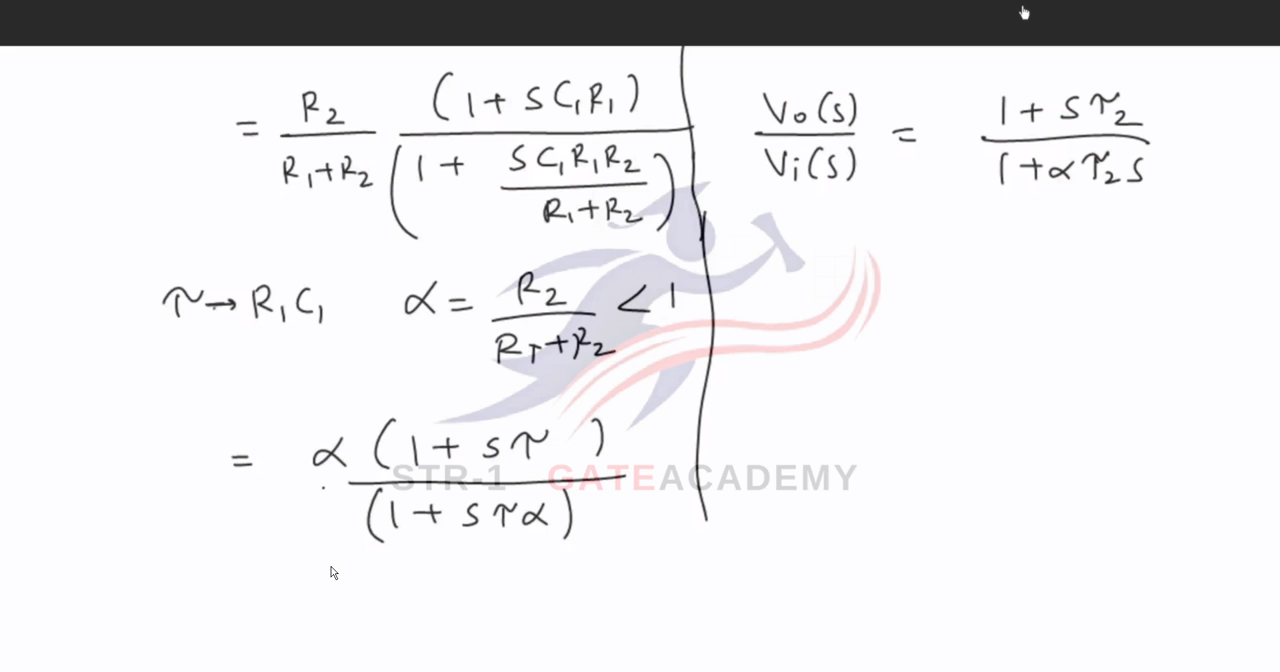 = R₂/(R₁+R₂) (1 + SC₁R₁)/(1 + SC₁R₁R₂/(R₁+R₂))
τ → R₁C₁ α = R₂/(R₁+R₂) < 1
= α (1 + sτ)/(1 + sτα)
V₀(s)/Vᵢ(s) = (1 + sτ₂)/(1 + ατ₂s)
STR-1 GATEACADEMY